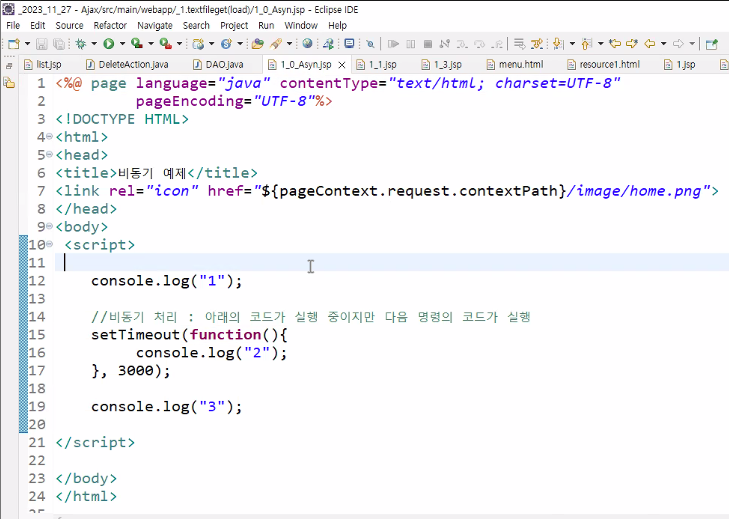 _2023_11_27 - Ajax/src/main/webapp/_1.textfileget(load)/1_0_Asyn.jsp - Eclipse IDE
File Edit Source Refactor Navigate Search Project Run Window Help
list.jsp DeleteAction.java DAO.java 1_0_Asyn.jsp 1_1.jsp 1_3.jsp menu.html resource1.html 1.jsp
1 <%@ page language="java" contentType="text/html; charset=UTF-8"
2 pageEncoding="UTF-8"%>
3 <!DOCTYPE HTML>
4 <html>
5 <head>
6 <title>비동기 예제</title>
7 <link rel="icon" href="${pageContext.request.contextPath}/image/home.png">
8 </head>
9 <body>
10 <script>
11
12 console.log("1");
13
14 //비동기 처리 : 아래의 코드가 실행 중이지만 다음 명령의 코드가 실행
15 setTimeout(function(){
16 console.log("2");
17 }, 3000);
18
19 console.log("3");
20
21 </script>
22
23 </body>
24 </html>